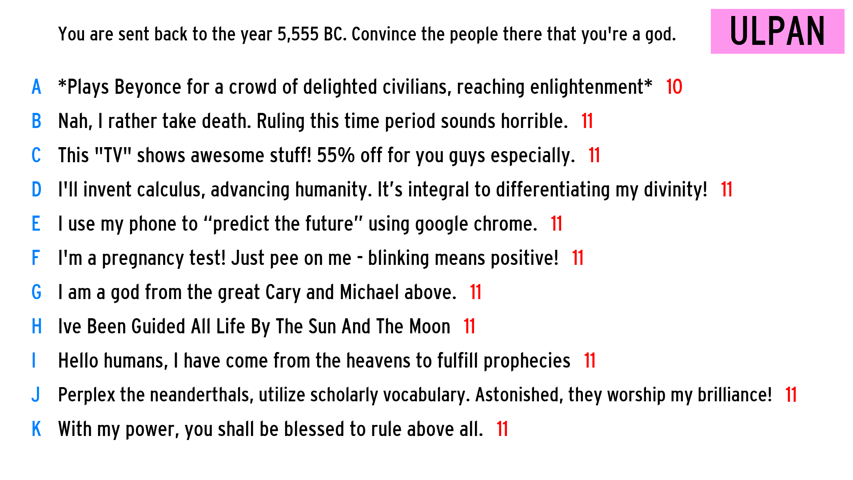 You are sent back to the year 5,555 BC. Convince the people there that you're a god.
ULPAN
A *Plays Beyonce for a crowd of delighted civilians, reaching enlightenment* 10
B Nah, I rather take death. Ruling this time period sounds horrible. 11
C This "TV" shows awesome stuff! 55% off for you guys especially. 11
D I'll invent calculus, advancing humanity. It’s integral to differentiating my divinity! 11
E I use my phone to “predict the future” using google chrome. 11
F I'm a pregnancy test! Just pee on me - blinking means positive! 11
G I am a god from the great Cary and Michael above. 11
H Ive Been Guided All Life By The Sun And The Moon 11
I Hello humans, I have come from the heavens to fulfill prophecies 11
J Perplex the neanderthals, utilize scholarly vocabulary. Astonished, they worship my brilliance! 11
K With my power, you shall be blessed to rule above all. 11